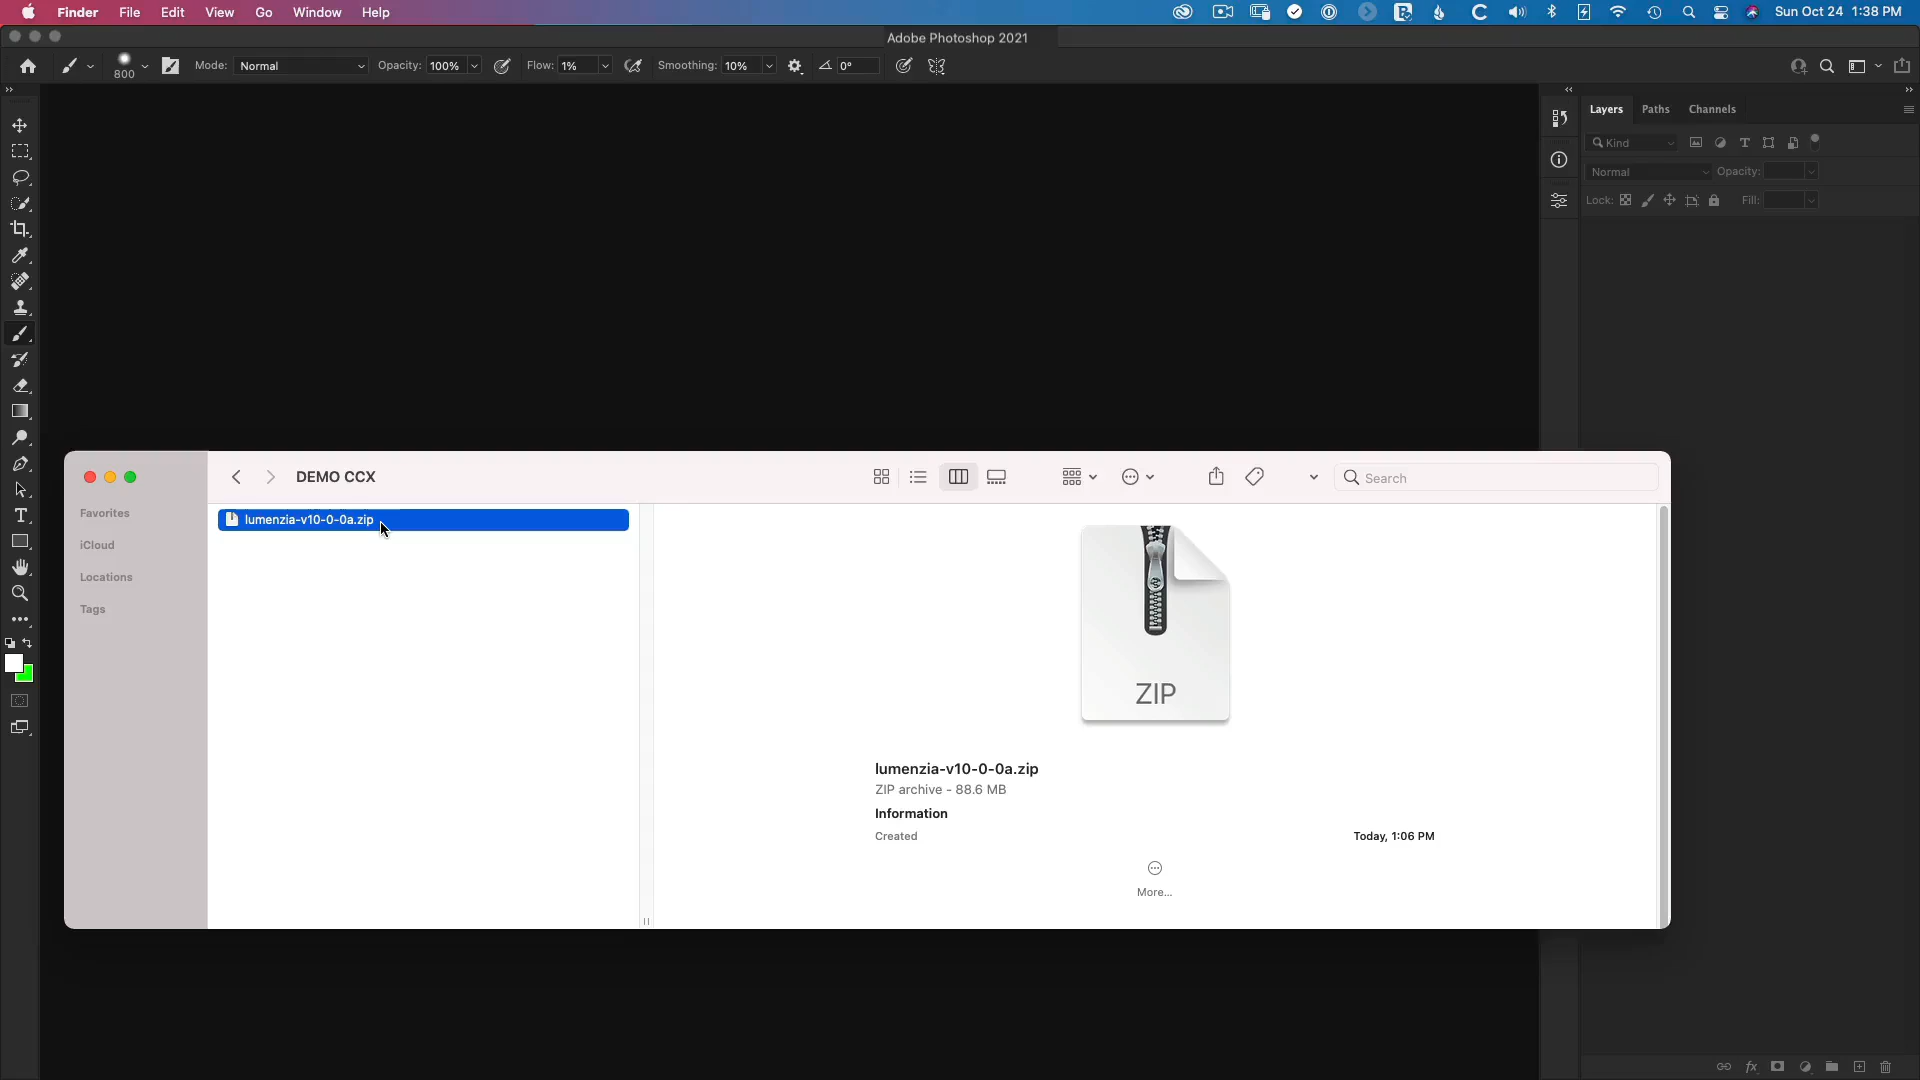 Finder File Edit View Go Window Help
Sun Oct 24 1:38 PM
Adobe Photoshop 2021
800
Mode: Normal
Opacity: 100%
Flow: 1%
Smoothing: 10%
0°
Layers Paths Channels
Kind
Normal
Opacity:
Lock:
Fill:
DEMO CCX
Search
Favorites
iCloud
Locations
Tags
lumenzia-v10-0-0a.zip
ZIP
lumenzia-v10-0-0a.zip
ZIP archive - 88.6 MB
Information
Created Today, 1:06 PM
More...